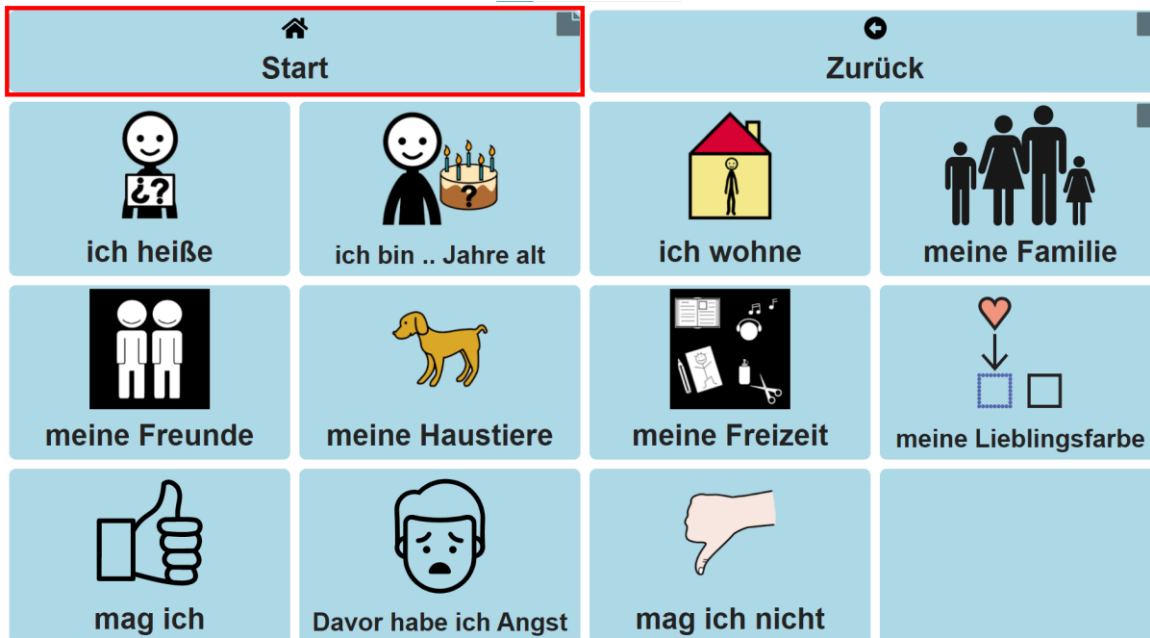 Start
Zurück
¿?
?
ich heiße
ich bin .. Jahre alt
ich wohne
meine Familie
meine Freunde
meine Haustiere
meine Freizeit
meine Lieblingsfarbe
mag ich
Davor habe ich Angst
mag ich nicht